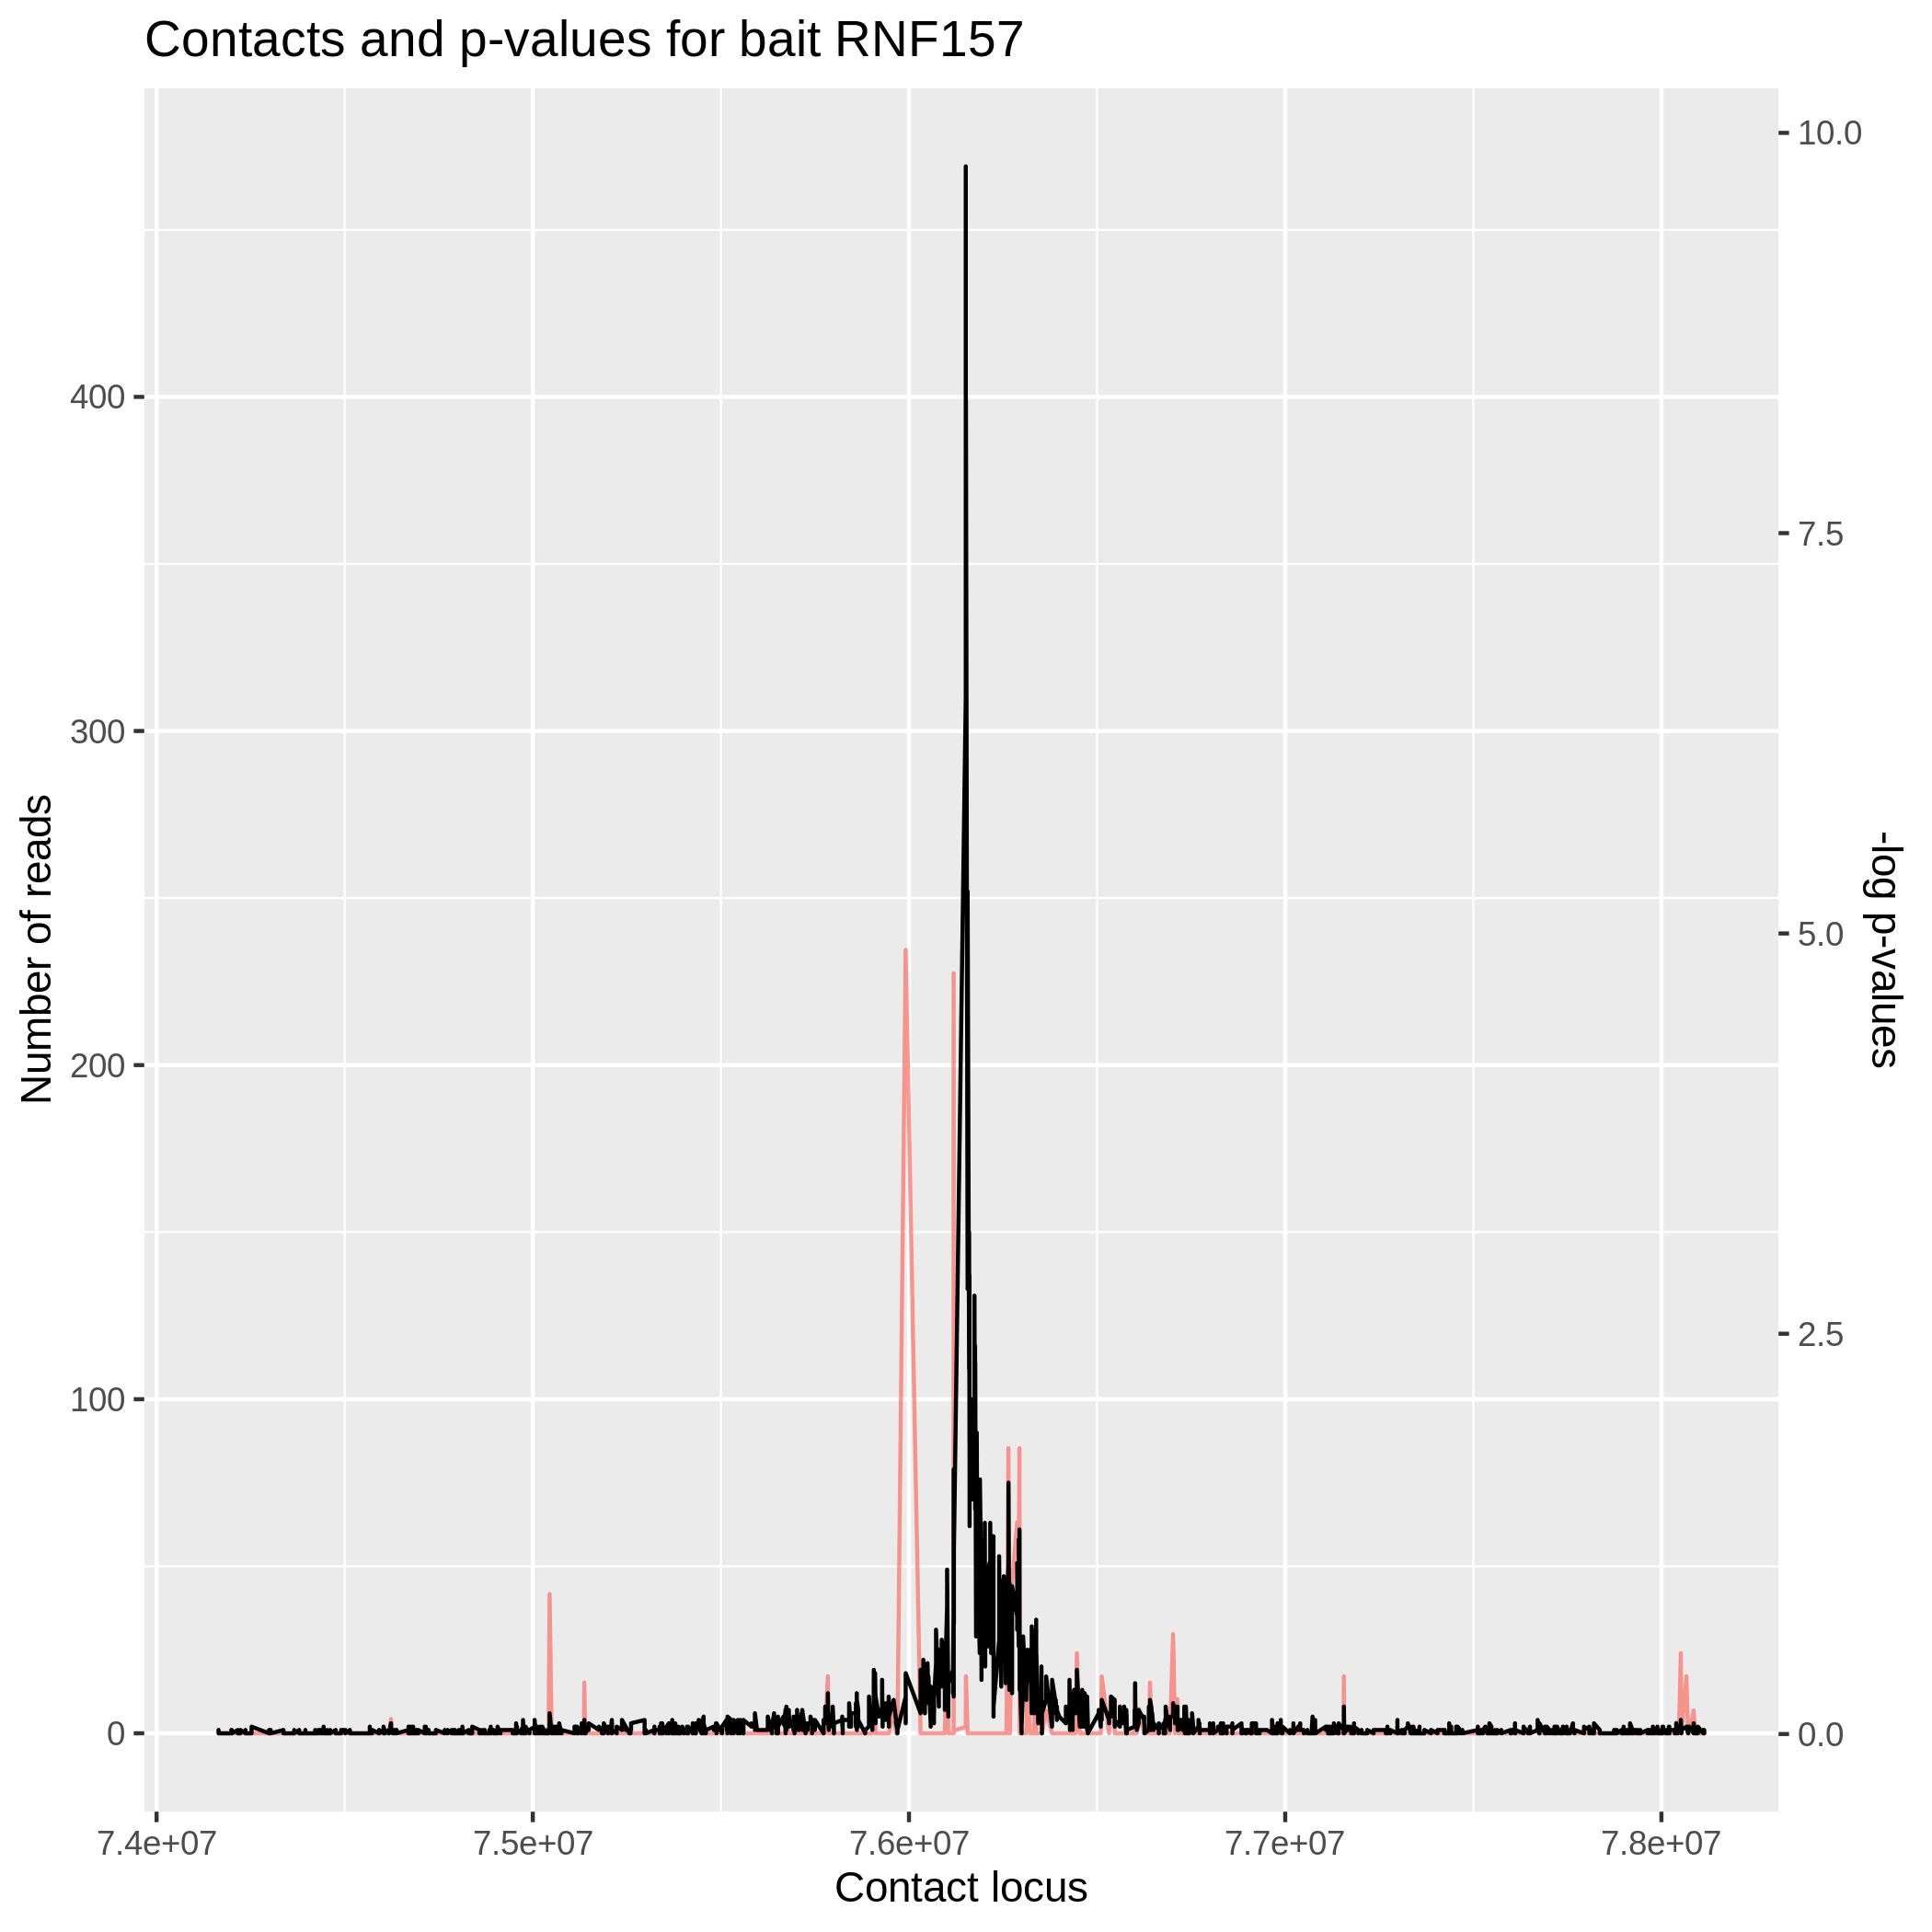 Contacts and p-values for bait RNF157
10.0
7.5
5.0
2.5
0.0
400
300
200
100
0
Number of reads
-log p-values
7.4e+07
7.5e+07
7.6e+07
7.7e+07
7.8e+07
Contact locus